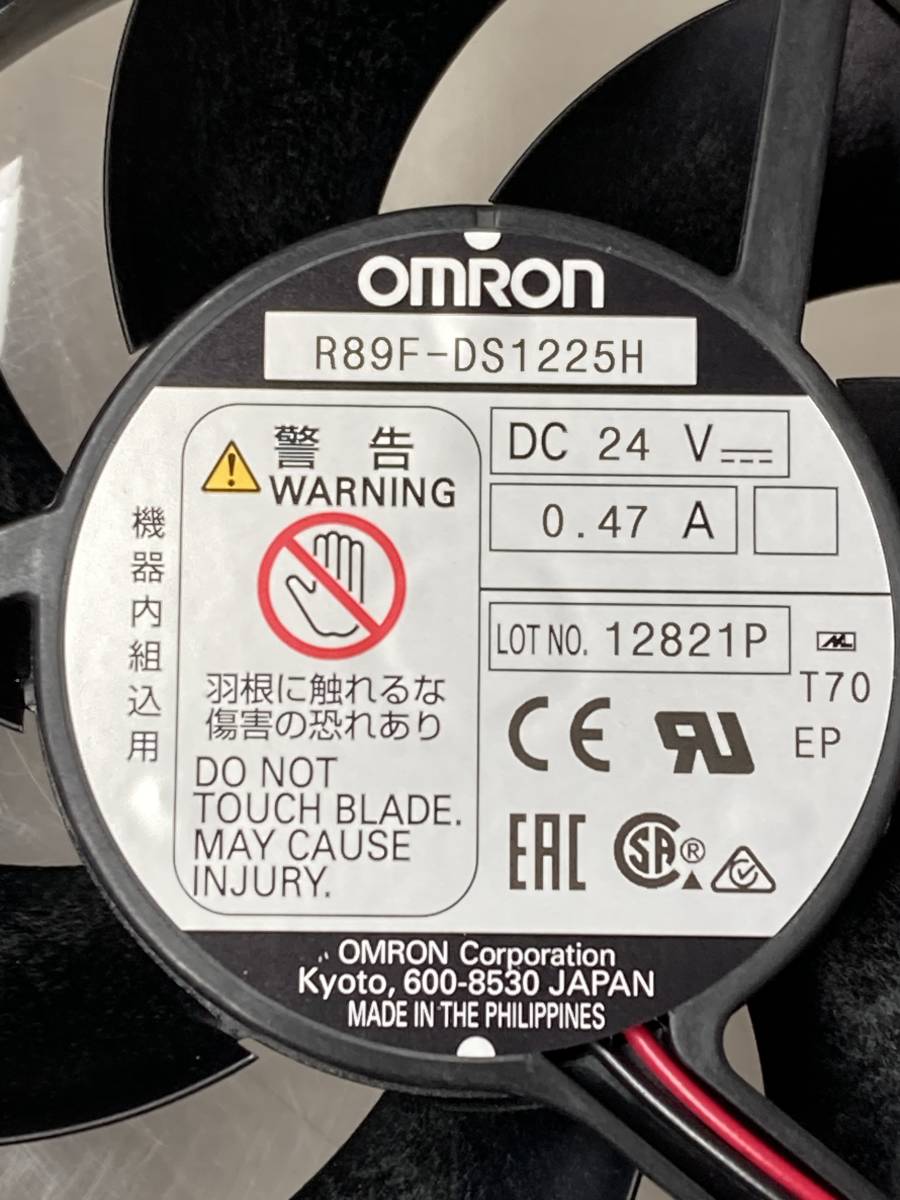 OMRON
R89F-DS1225H
機器内組込用
警告
WARNING
羽根に触れるな
傷害の恐れあり
DO NOT
TOUCH BLADE.
MAY CAUSE
INJURY.
DC 24 V
0.47 A
LOT NO. 12821P
T70
EP
CE
RU
EAC
SA ®
OMRON Corporation
Kyoto, 600-8530 JAPAN
MADE IN THE PHILIPPINES